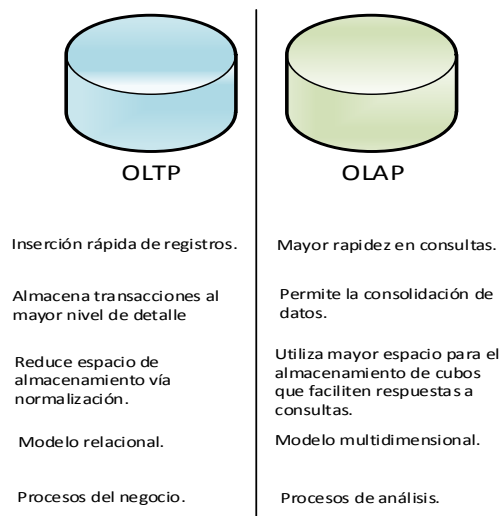 OLTP
Inserción rápida de registros.
Almacena transacciones al
mayor nivel de detalle
Reduce espacio de
almacenamiento vía
normalización.
Modelo relacional.
Procesos del negocio.
OLAP
Mayor rapidez en consultas.
Permite la consolidación de
datos.
Utiliza mayor espacio para el
almacenamiento de cubos
que faciliten respuestas a
consultas.
Modelo multidimensional.
Procesos de análisis.